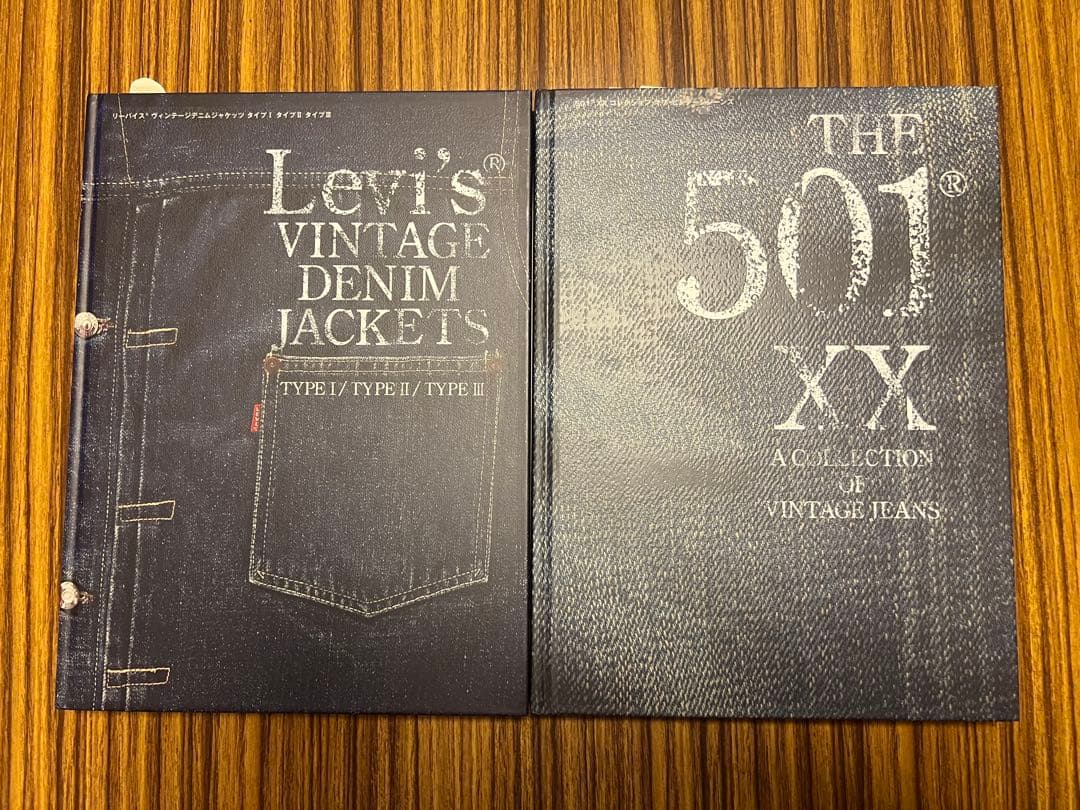 リーバイス® ヴィンテージデニムジャケッツ タイプⅠ タイプⅡ タイプⅢ
Levi's®
VINTAGE
DENIM
JACKETS
TYPE Ⅰ / TYPE Ⅱ / TYPE Ⅲ
THE
501®
XX
A COLLECTION
OF
VINTAGE JEANS